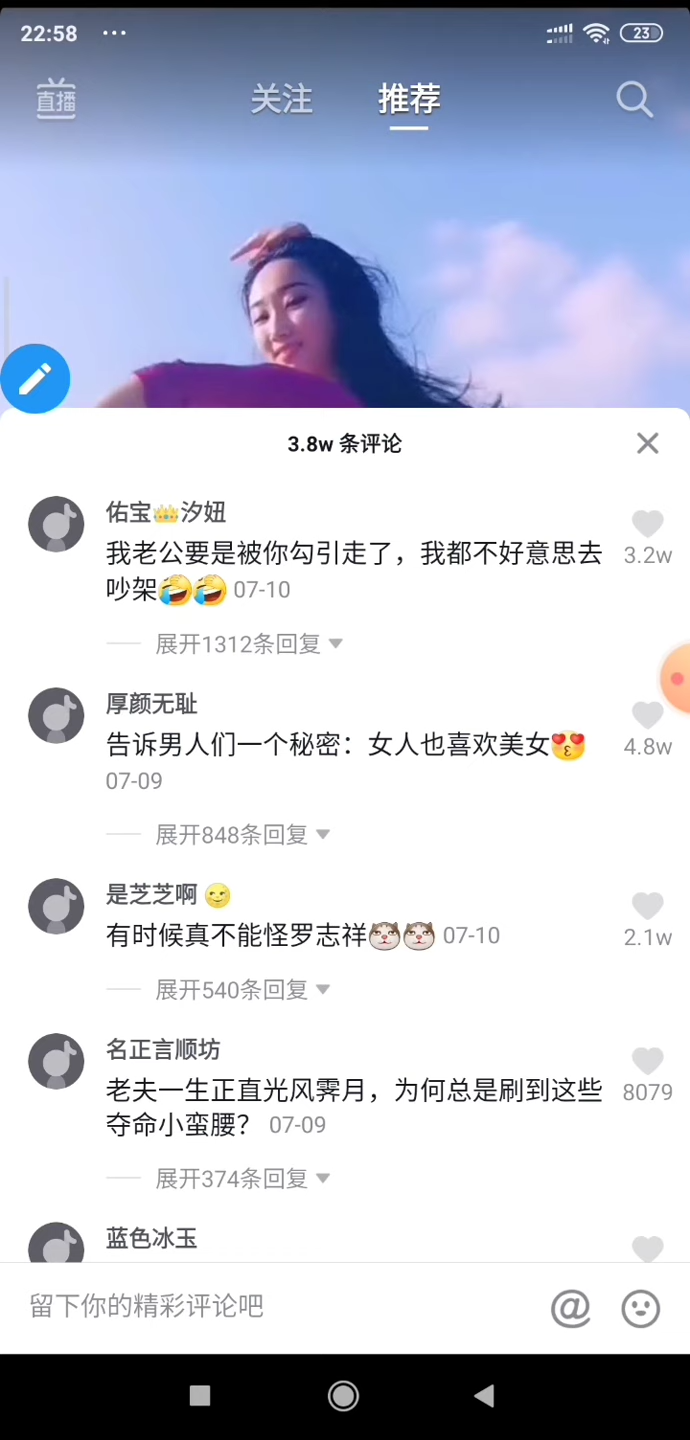 22:58 ... 23
直播 关注 推荐
3.8w 条评论
佑宝👑汐妞
我老公要是被你勾引走了，我都不好意思去
吵架🤣🤣 07-10
3.2w
展开1312条回复
厚颜无耻
告诉男人们一个秘密：女人也喜欢美女😍
07-09
4.8w
展开848条回复
是芝芝啊🌝
有时候真不能怪罗志祥 07-10
2.1w
展开540条回复
名正言顺坊
老夫一生正直光风霁月，为何总是刷到这些
夺命小蛮腰？ 07-09
8079
展开374条回复
蓝色冰玉
留下你的精彩评论吧 @